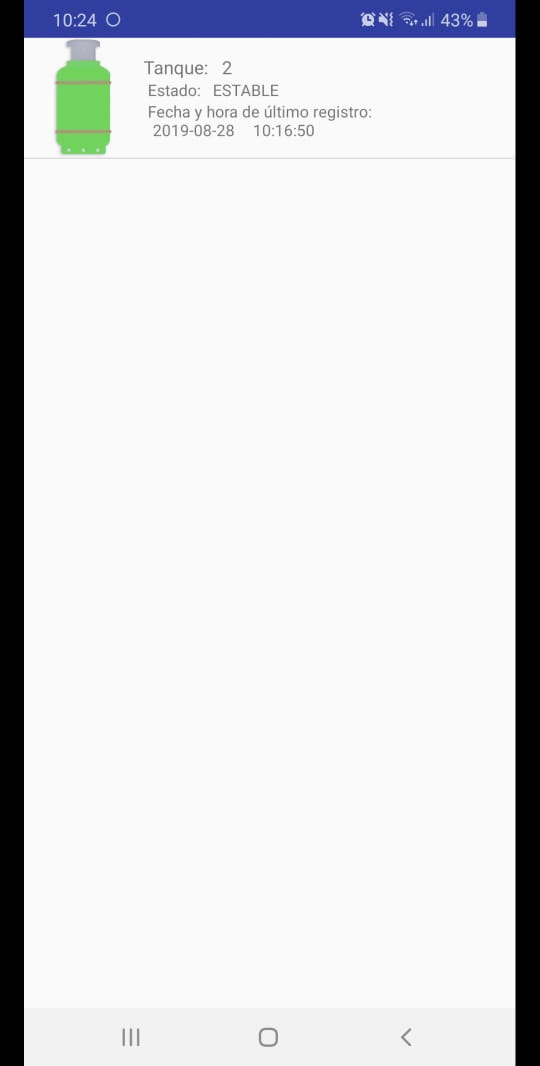 10:24 43%
Tanque: 2
Estado: ESTABLE
Fecha y hora de último registro:
2019-08-28 10:16:50